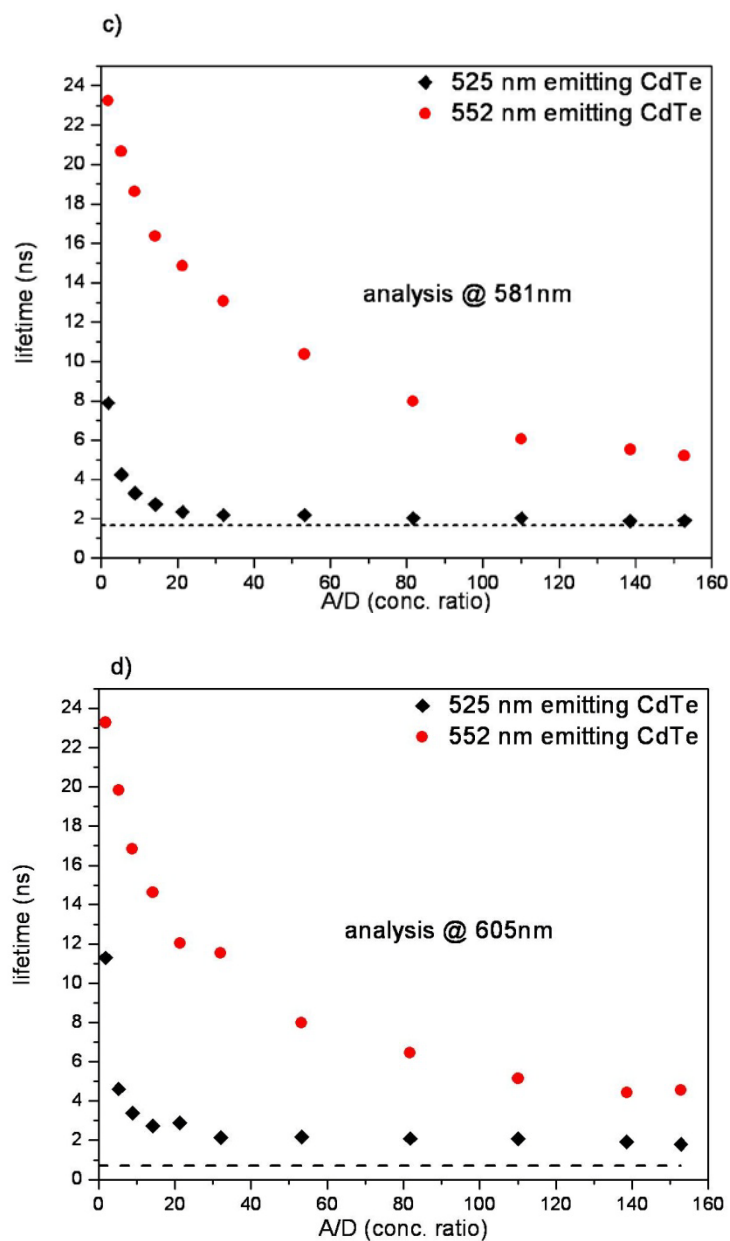 c)
24
22
20
18
16
14
12
10
8
6
4
2
0
lifetime (ns)
525 nm emitting CdTe
552 nm emitting CdTe
analysis @ 581nm
0 20 40 60 80 100 120 140 160
A/D (conc. ratio)
d)
24
22
20
18
16
14
12
10
8
6
4
2
0
lifetime (ns)
525 nm emitting CdTe
552 nm emitting CdTe
analysis @ 605nm
0 20 40 60 80 100 120 140 160
A/D (conc. ratio)